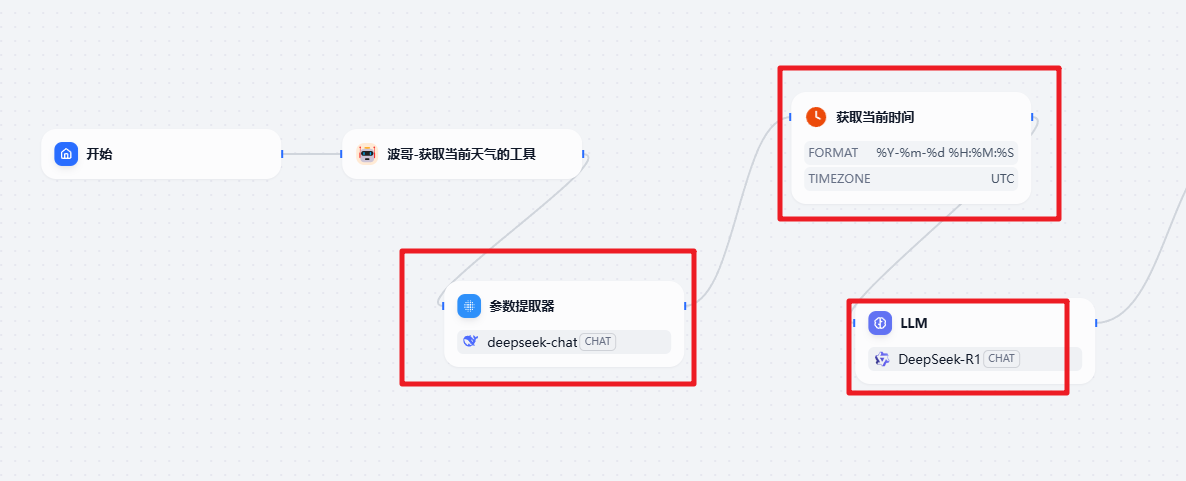 开始
波哥-获取当前天气的工具
参数提取器
deepseek-chat CHAT
获取当前时间
FORMAT %Y-%m-%d %H:%M:%S
TIMEZONE UTC
LLM
DeepSeek-R1 CHAT